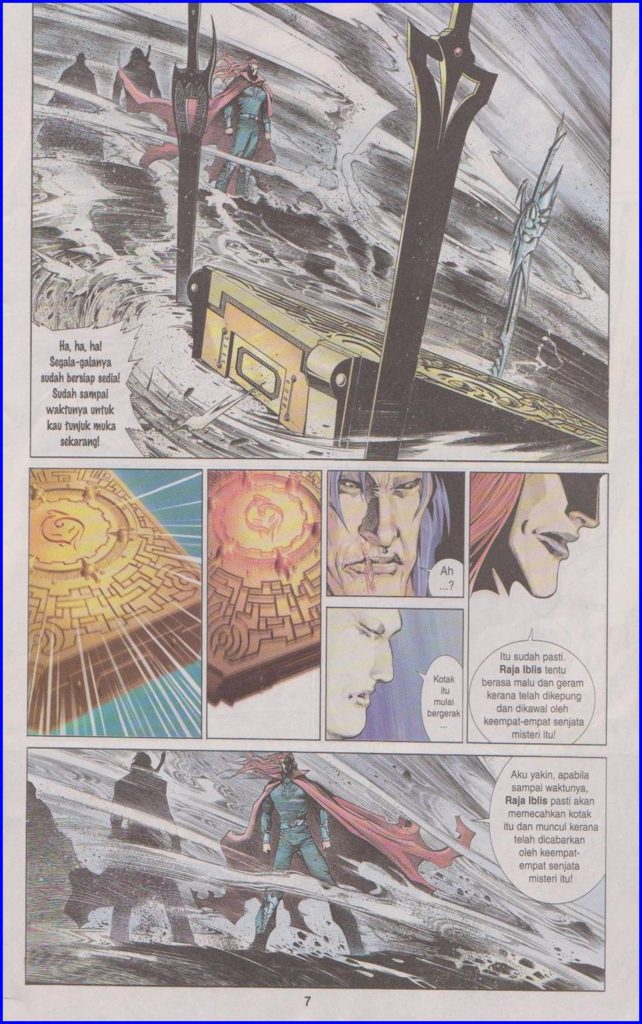 Ha, ha, ha!
Segala-galanya
sudah bersiap sedia!
Sudah sampai
waktunya untuk
kau tunjuk muka
sekarang!
Ah
...?
Kotak
itu
mulai
bergerak
...
Itu sudah pasti.
Raja Iblis tentu
berasa malu dan geram
kerana telah dikepung
dan dikawal oleh
keempat-empat senjata
misteri itu!
Aku yakin, apabila
sampai waktunya,
Raja Iblis pasti akan
memecahkan kotak
itu dan muncul kerana
telah dicabarkan
oleh keempat-
empat senjata
misteri itu!
7